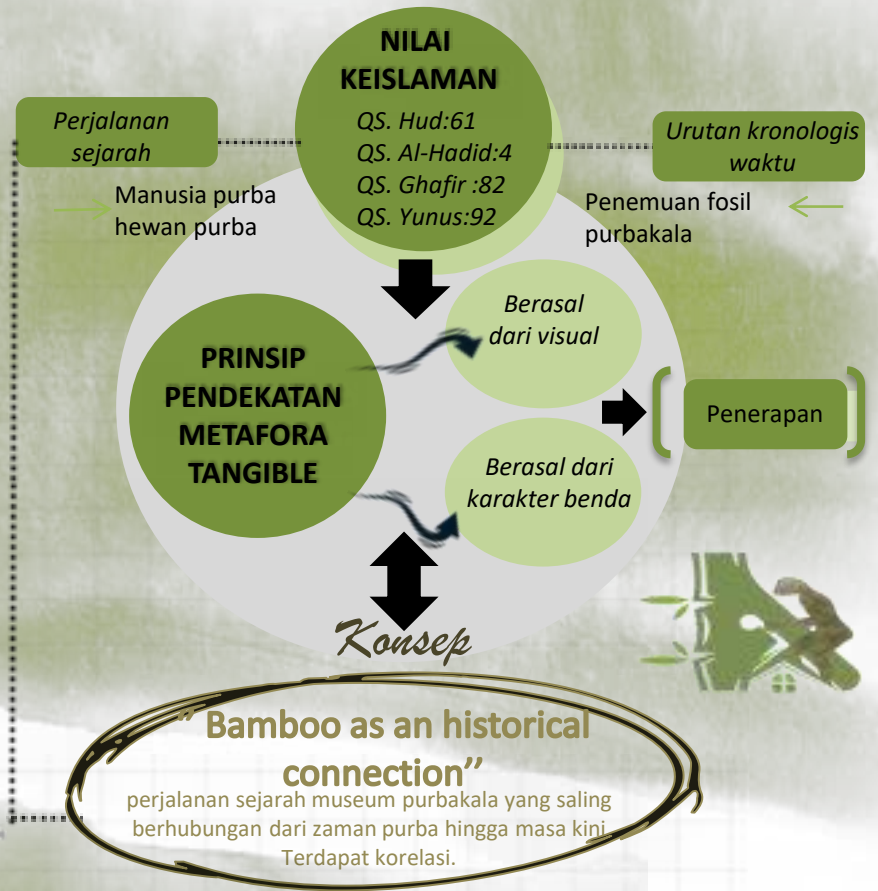 NILAI
KEISLAMAN
QS. Hud:61
QS. Al-Hadid:4
QS. Ghafir :82
QS. Yunus:92
Perjalanan
sejarah
Manusia purba
hewan purba
Urutan kronologis
waktu
Penemuan fosil
purbakala
PRINSIP
PENDEKATAN
METAFORA
TANGIBLE
Berasal
dari visual
Berasal dari
karakter benda
Penerapan
Konsep
" Bamboo as an historical
connection"
perjalanan sejarah museum purbakala yang saling
berhubungan dari zaman purba hingga masa kini
Terdapat korelasi.